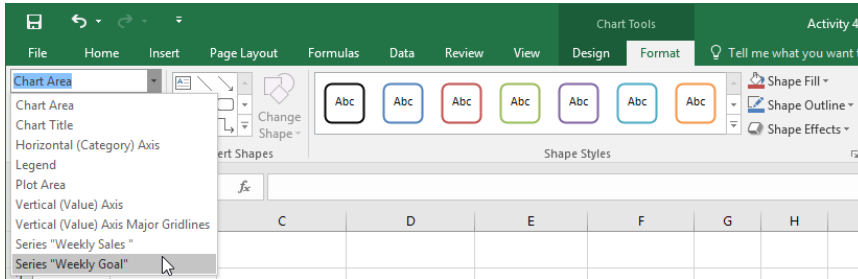 Chart Tools
Activity 4
File Home Insert Page Layout Formulas Data Review View Design Format Tell me what you want
Chart Area
Chart Area
Chart Title
Horizontal (Category) Axis
Legend
Plot Area
Vertical (Value) Axis
Vertical (Value) Axis Major Gridlines
Series "Weekly Sales "
Series "Weekly Goal"
Change
Shape
ert Shapes
Abc Abc Abc Abc Abc Abc Abc
Shape Styles
Shape Fill
Shape Outline
Shape Effects
fx
C D E F G H